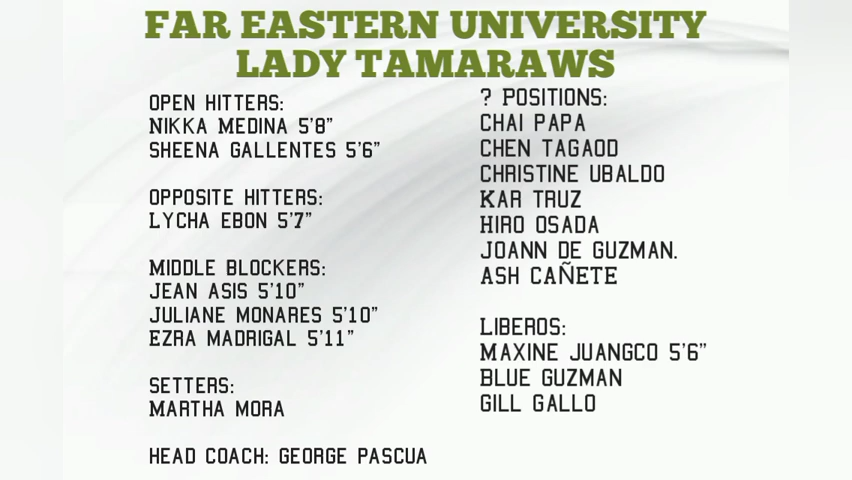 FAR EASTERN UNIVERSITY
LADY TAMARAWS
OPEN HITTERS:
NIKKA MEDINA 5'8"
SHEENA GALLENTES 5'6"
OPPOSITE HITTERS:
LYCHA EBON 5'7"
MIDDLE BLOCKERS:
JEAN ASIS 5'10"
JULIANE MONARES 5'10"
EZRA MADRIGAL 5'11"
SETTERS:
MARTHA MORA
HEAD COACH: GEORGE PASCUA
? POSITIONS:
CHAI PAPA
CHEN TAGAOD
CHRISTINE UBALDO
KAR TRUZ
HIRO OSADA
JOANN DE GUZMAN.
ASH CAÑETE
LIBEROS:
MAXINE JUANGCO 5'6"
BLUE GUZMAN
GILL GALLO